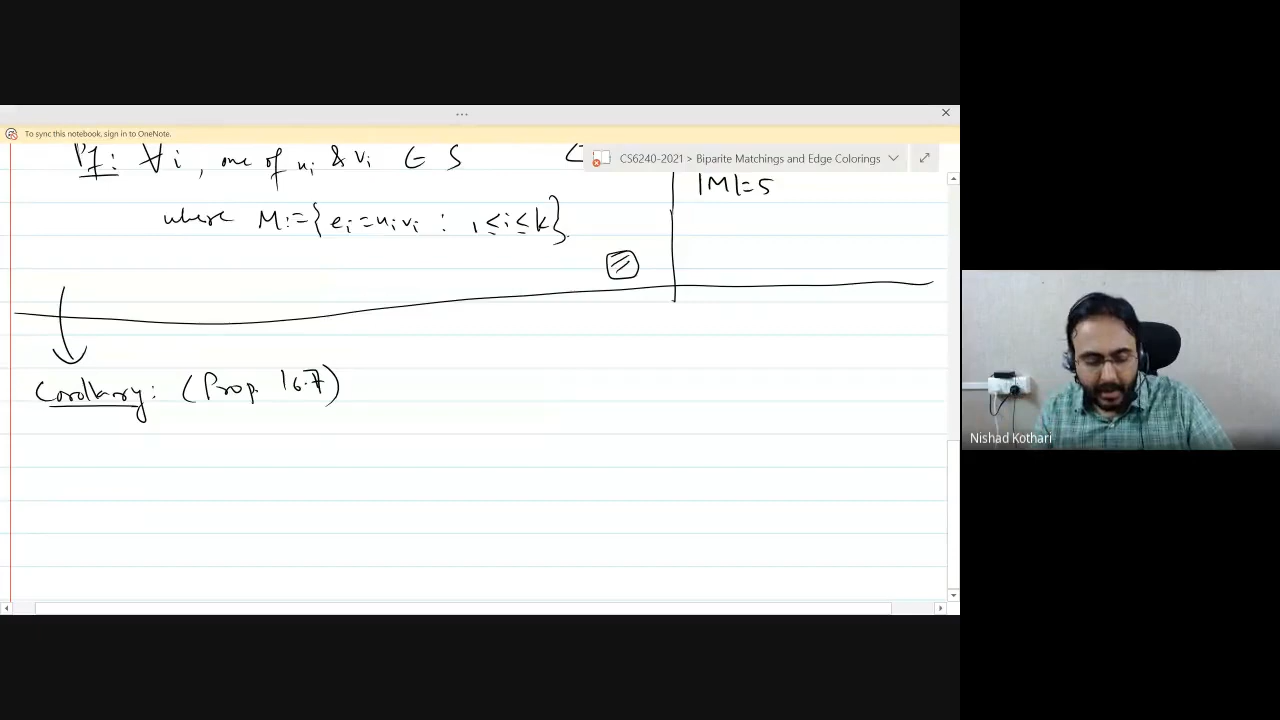 To sync this notebook, sign in to OneNote.
CS6240-2021 > Biparite Matchings and Edge Colorings
Pf: ∀i, one of ui & vi ∈ S
|M|=5
where M:={ei=uivi : 1≤i≤k}.
Corollary: (Prop. 16.7)
Nishad Kothari